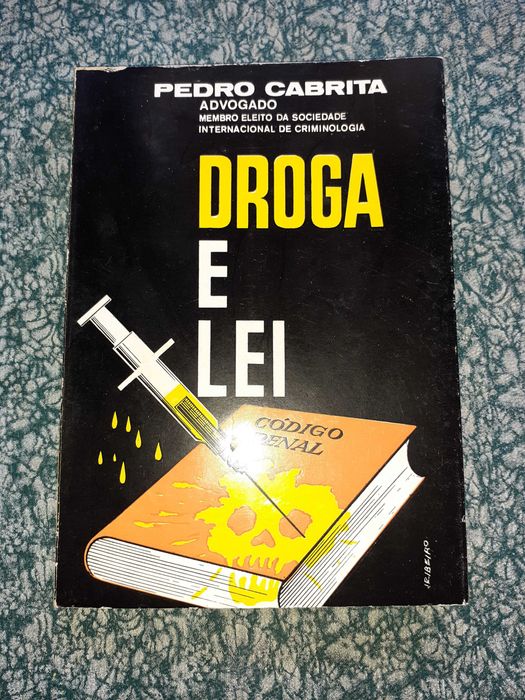 PEDRO CABRITA
ADVOGADO
MEMBRO ELEITO DA SOCIEDADE
INTERNACIONAL DE CRIMINOLOGIA
DROGA
E
LEI
CÓDIGO
PENAL